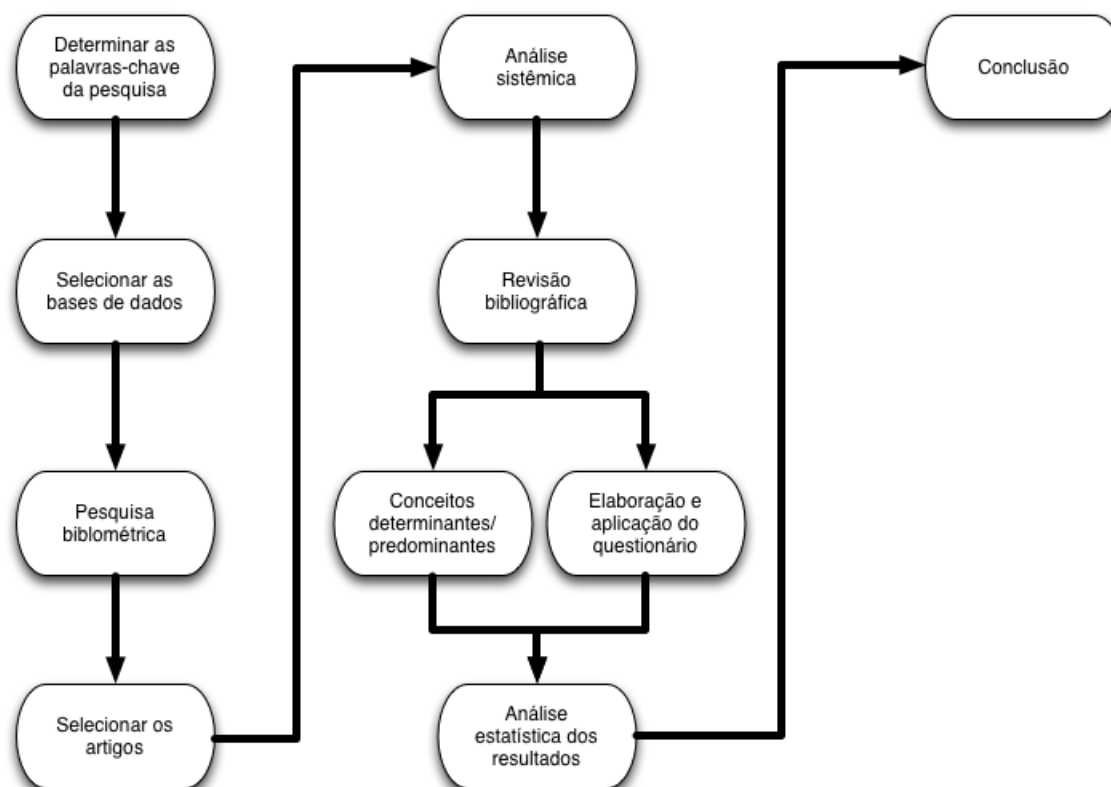 Determinar as
palavras-chave
da pesquisa
Selecionar as
bases de dados
Pesquisa
biblométrica
Selecionar os
artigos
Análise
sistêmica
Revisão
bibliográfica
Conceitos
determinantes/
predominantes
Elaboração e
aplicação do
questionário
Análise
estatística dos
resultados
Conclusão